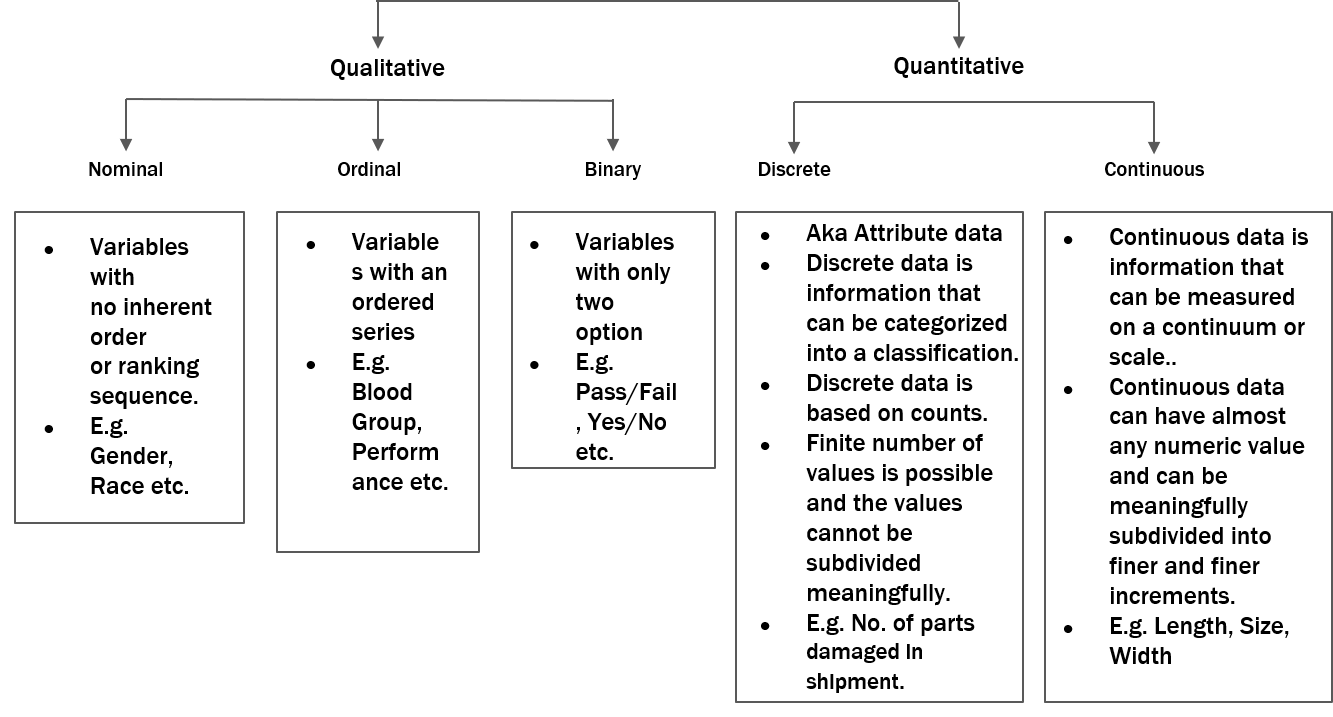 Qualitative
Quantitative
Nominal
Ordinal
Binary
Discrete
Continuous
• Variables
with
no inherent
order
or ranking
sequence.
• E.g.
Gender,
Race etc.
• Variable
s with an
ordered
series
• E.g.
Blood
Group,
Perform
ance etc.
• Variables
with only
two
option
• E.g.
Pass/Fail
, Yes/No
etc.
• Aka Attribute data
• Discrete data is
information that
can be categorized
into a classification.
• Discrete data is
based on counts.
• Finite number of
values is possible
and the values
cannot be
subdivided
meaningfully.
• E.g. No. of parts
damaged in
shipment.
• Continuous data is
information that
can be measured
on a continuum or
scale..
• Continuous data
can have almost
any numeric value
and can be
meaningfully
subdivided into
finer and finer
increments.
• E.g. Length, Size,
Width